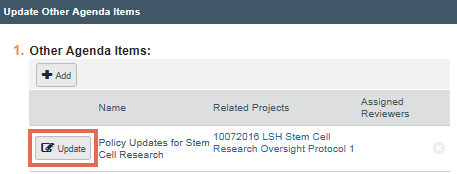 Update Other Agenda Items
1. Other Agenda Items:
Add
Name Related Projects Assigned
Reviewers
Update Policy Updates for Stem 10072016 LSH Stem Cell
Cell Research Research Oversight Protocol 1